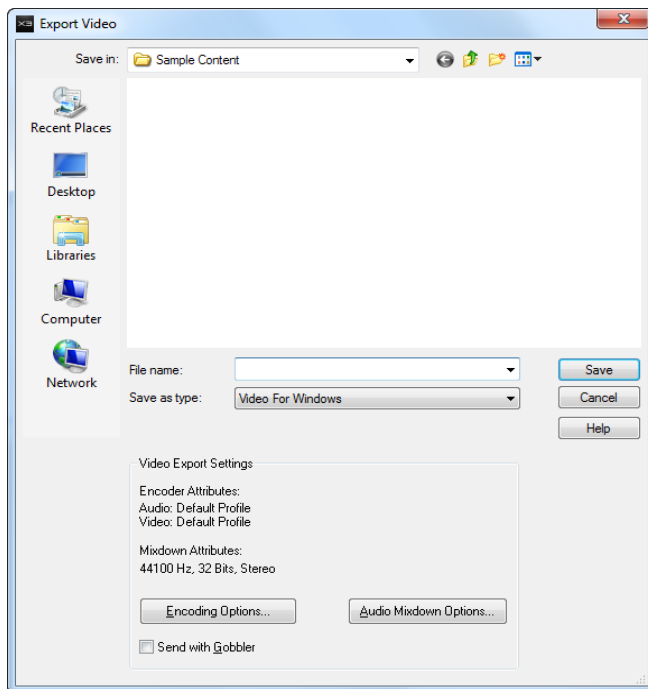 X3 Export Video
Save in: Sample Content
Recent Places
Desktop
Libraries
Computer
Network
File name: Save
Save as type: Video For Windows Cancel
Help
Video Export Settings
Encoder Attributes:
Audio: Default Profile
Video: Default Profile
Mixdown Attributes:
44100 Hz, 32 Bits, Stereo
Encoding Options... Audio Mixdown Options...
Send with Gobbler